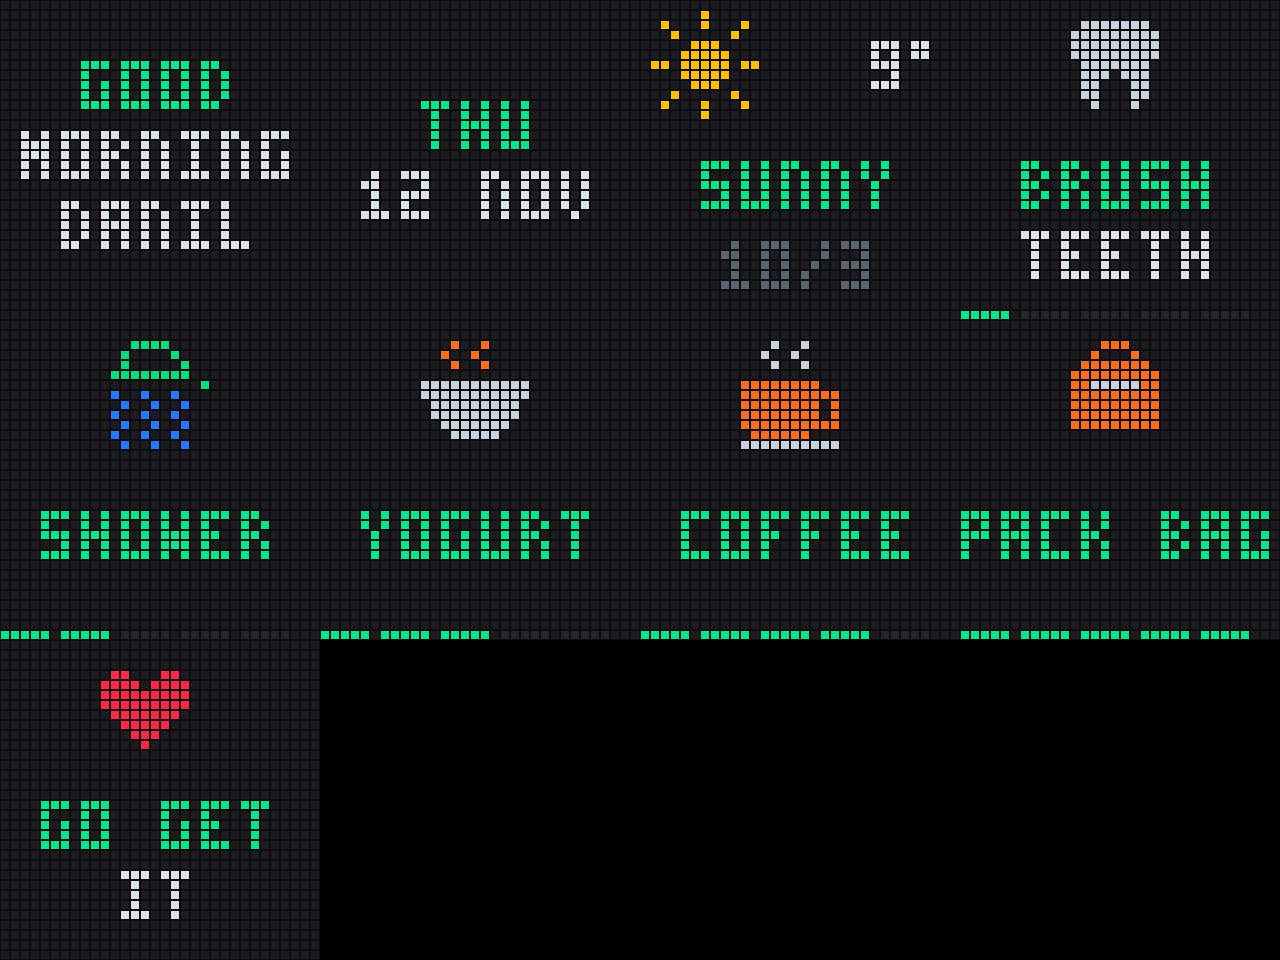 GOOD
MORNING
DANIL
THU
12 NOV
9°
SUNNY
10/3
BRUSH
TEETH
SHOWER
YOGURT
COFFEE
PACK BAG
GO GET
IT